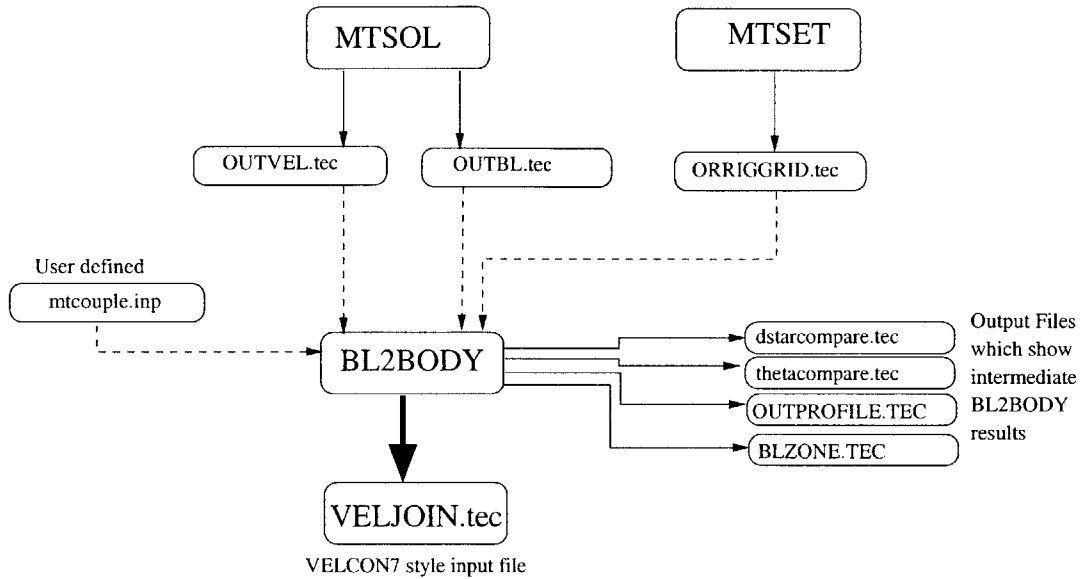 MTSOL
MTSET
OUTVEL.tec
OUTBL.tec
ORRIGGRID.tec
User defined
mtcouple.inp
BL2BODY
dstarcompare.tec
thetacompare.tec
OUTPROFILE.TEC
BLZONE.TEC
Output Files
which show
intermediate
BL2BODY
results
VELJOIN.tec
VELCON7 style input file